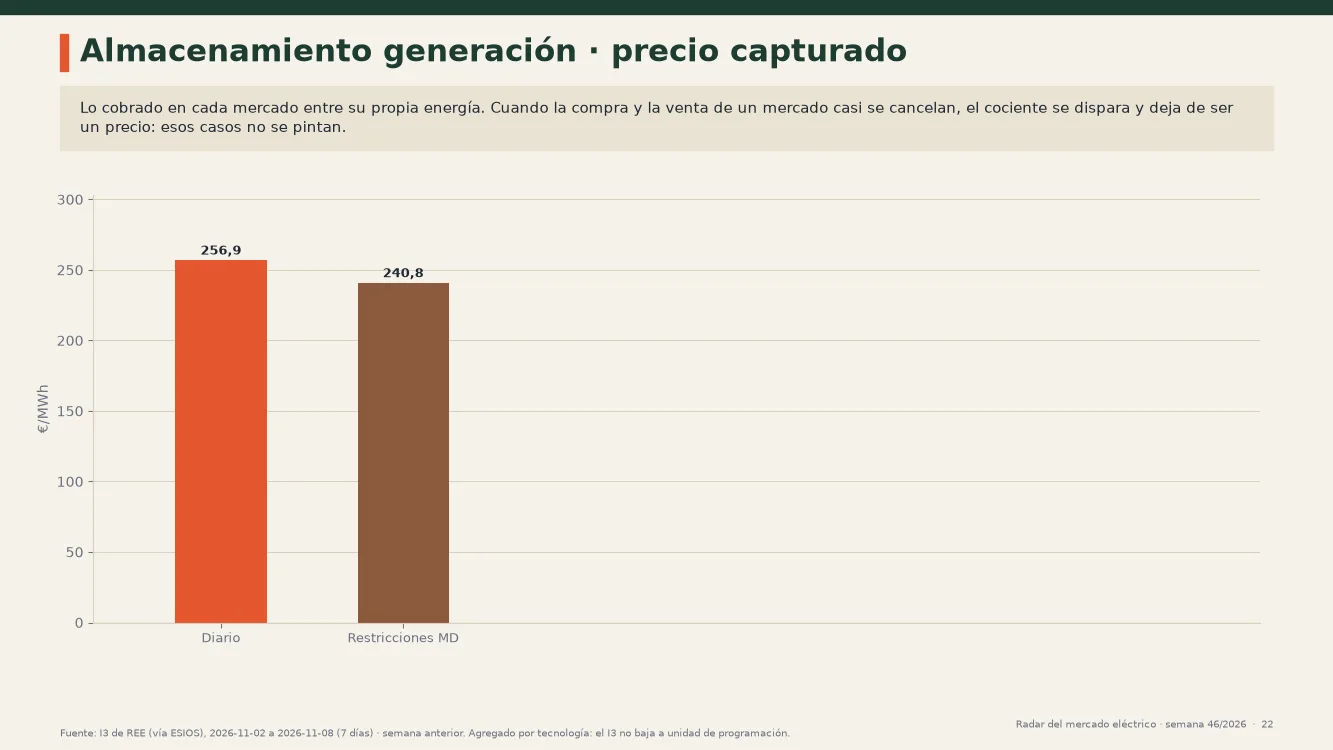 Almacenamiento generación · precio capturado
Lo cobrado en cada mercado entre su propia energía. Cuando la compra y la venta de un mercado casi se cancelan, el cociente se dispara y deja de ser
un precio: esos casos no se pintan.
300
250
200
150
100
50
0
€/MWh
256,9
240,8
Diario
Restricciones MD
Radar del mercado eléctrico · semana 46/2026 · 22
Fuente: I3 de REE (vía ESIOS), 2026-11-02 a 2026-11-08 (7 días) · semana anterior. Agregado por tecnología: el I3 no baja a unidad de programación.